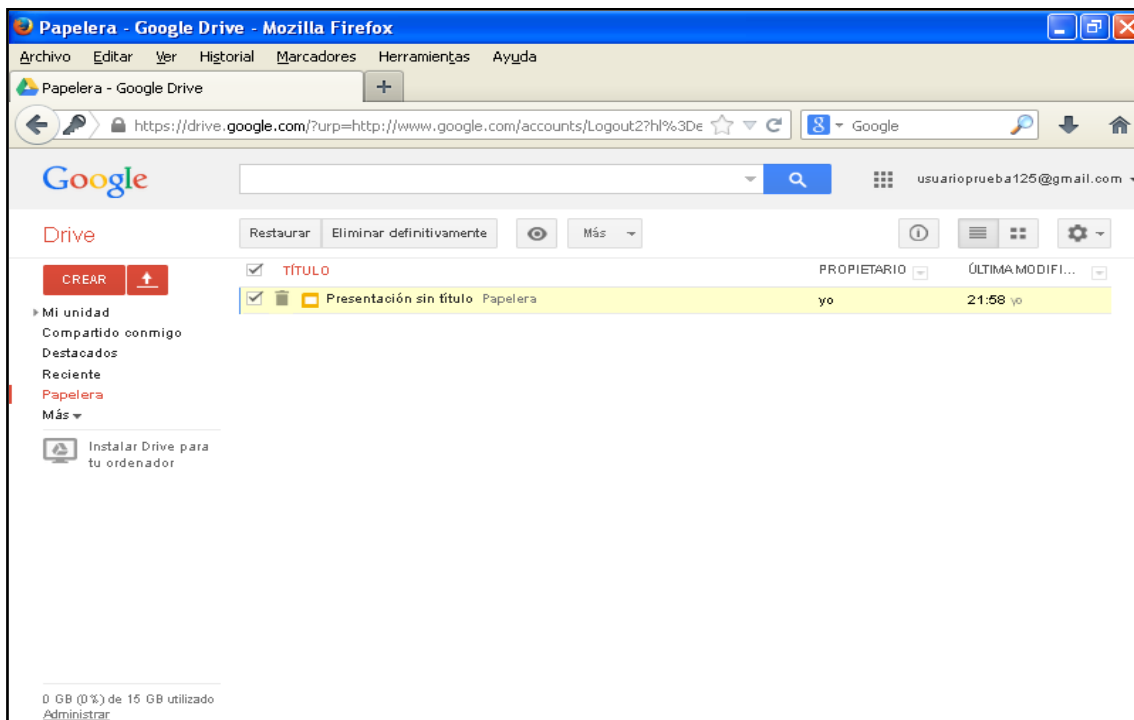 Papelera - Google Drive - Mozilla Firefox
Archivo Editar Ver Historial Marcadores Herramientas Ayuda
Papelera - Google Drive +
https://drive.google.com/?urp=http://www.google.com/accounts/Logout2?hl%3De 8 Google
Google usuarioprueba125@gmail.com
Drive Restaurar Eliminar definitivamente Más
CREAR TÍTULO PROPIETARIO ÚLTIMA MODIFI...
Presentación sin título Papelera yo 21:58 yo
Mi unidad
Compartido conmigo
Destacados
Reciente
Papelera
Más
Instalar Drive para
tu ordenador
0 GB (0%) de 15 GB utilizado
Administrar